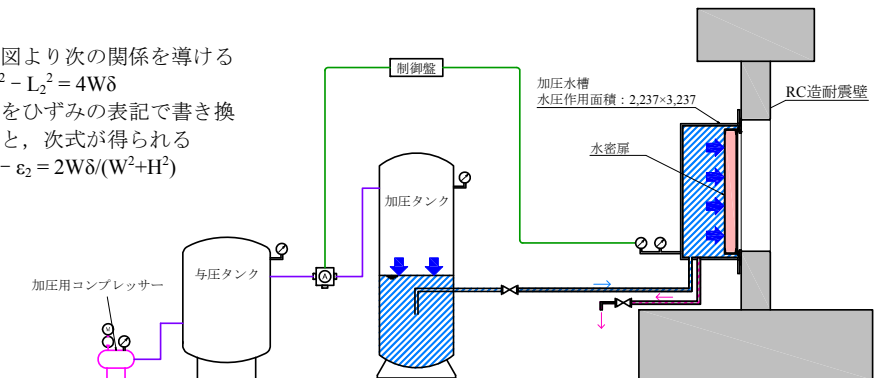 図より次の関係を導ける
² − L₂² = 4Wδ
をひずみの表記で書き換
と，次式が得られる
− ε₂ = 2Wδ/(W²+H²)
制御盤
加圧水槽
水圧作用面積：2,237×3,237
RC造耐震壁
水密扉
加圧タンク
与圧タンク
A
加圧用コンプレッサー
M